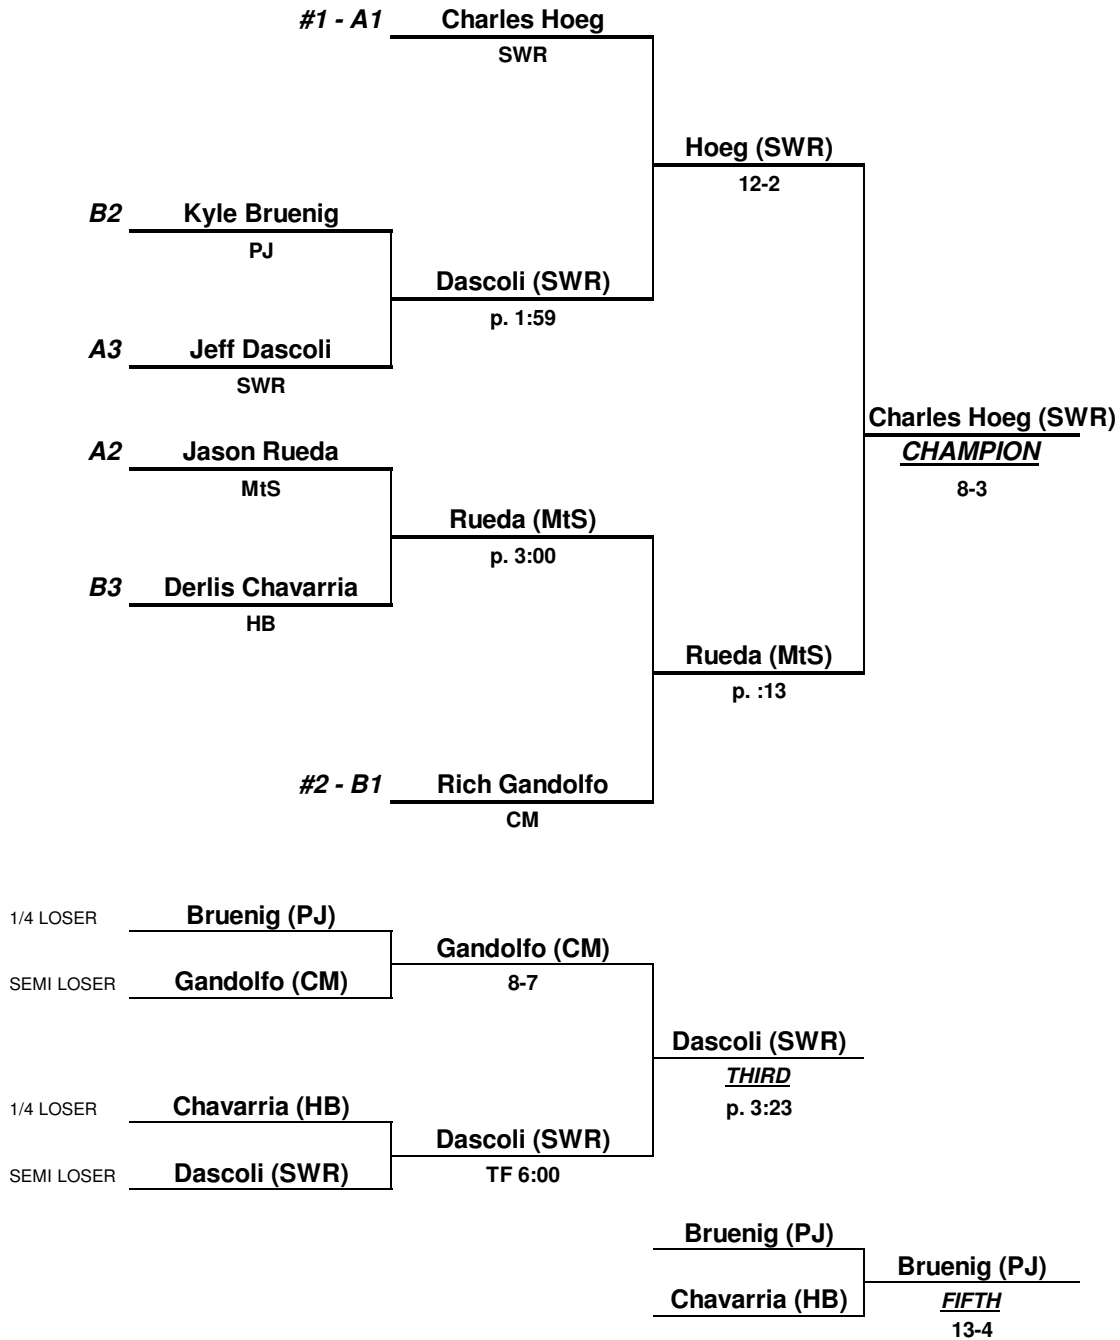 #1 - A1 Charles Hoeg
SWR
Hoeg (SWR)
12-2
B2 Kyle Bruenig
PJ
Dascoli (SWR)
p. 1:59
A3 Jeff Dascoli
SWR
Charles Hoeg (SWR)
CHAMPION
8-3
A2 Jason Rueda
MtS
Rueda (MtS)
p. 3:00
B3 Derlis Chavarria
HB
Rueda (MtS)
p. :13
#2 - B1 Rich Gandolfo
CM
1/4 LOSER Bruenig (PJ)
Gandolfo (CM)
8-7
SEMI LOSER Gandolfo (CM)
Dascoli (SWR)
THIRD
p. 3:23
1/4 LOSER Chavarria (HB)
Dascoli (SWR)
TF 6:00
SEMI LOSER Dascoli (SWR)
Bruenig (PJ)
Bruenig (PJ)
FIFTH
13-4
Chavarria (HB)